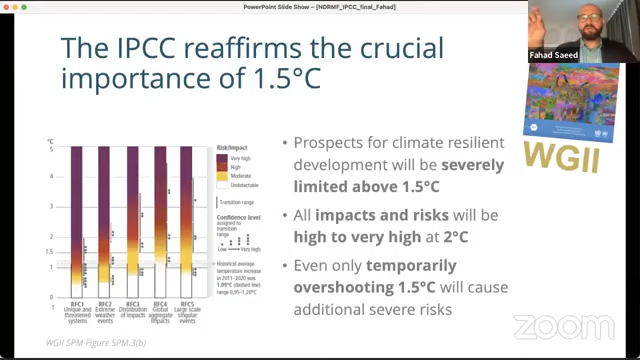 PowerPoint Slide Show - [NDRMF_IPCC_final_Fahad]
The IPCC reaffirms the crucial
importance of 1.5°C
Fahad Saeed
WGII
°C
5
4
3
2
1.5
1
0
RFC1
Unique and
threatened
systems
RFC2
Extreme
weather
events
RFC3
Distribution
of impacts
RFC4
Global
aggregate
impacts
RFC5
Large scale
singular
events
Risk/Impact
Very high
High
Moderate
Undetectable
Transition range
Confidence level
assigned to
transition
range
Low
Very high
Historical average
temperature increase
in 2011–2020 was
1.09°C (dashed line)
range 0.95–1.20°C
• Prospects for climate resilient
development will be severely
limited above 1.5°C
• All impacts and risks will be
high to very high at 2°C
• Even only temporarily
overshooting 1.5°C will cause
additional severe risks
WGII SPM Figure SPM.3(b)
zoom